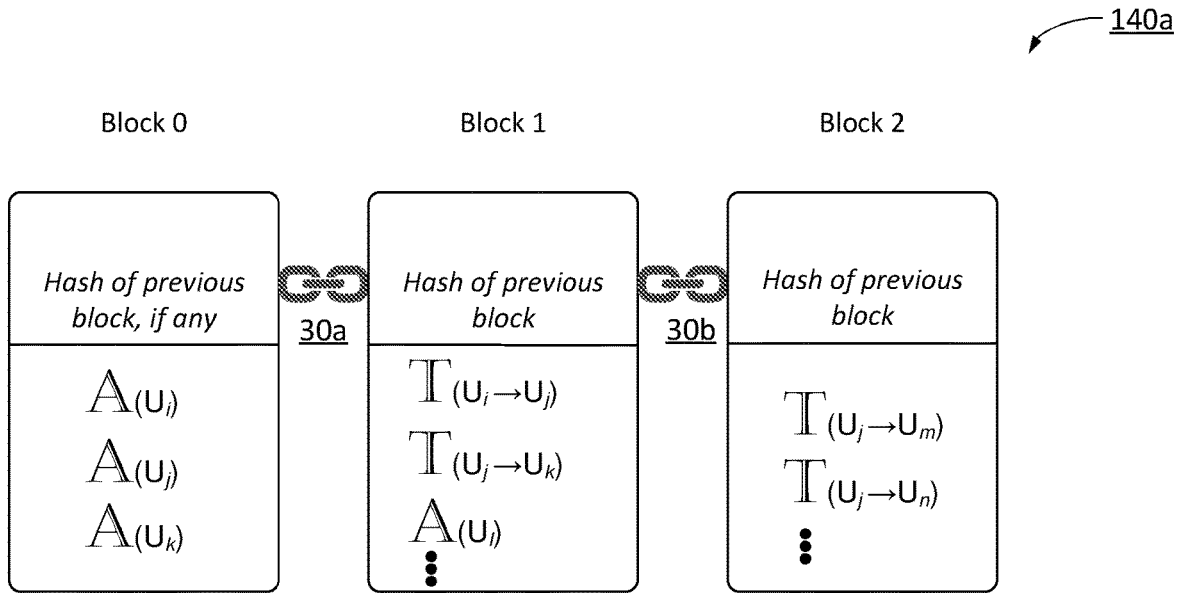 140a
Block 0
Block 1
Block 2
Hash of previous
block, if any
30a
Hash of previous
block
30b
Hash of previous
block
𝔸(Uᵢ)
𝔸(Uⱼ)
𝔸(Uₖ)
𝕋(Uᵢ→Uⱼ)
𝕋(Uⱼ→Uₖ)
𝔸(Uₗ)
𝕋(Uⱼ→Uₘ)
𝕋(Uⱼ→Uₙ)